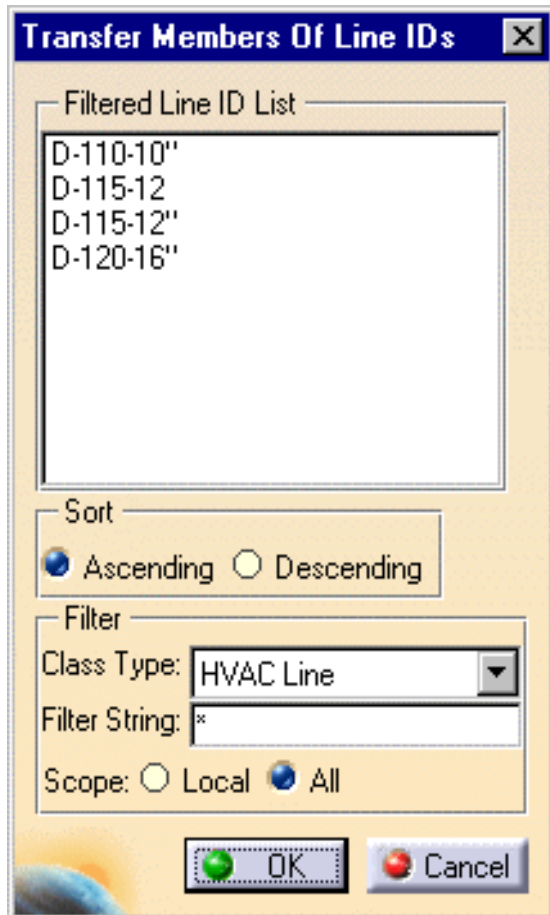 Transfer Members Of Line IDs
Filtered Line ID List
D-110-10"
D-115-12
D-115-12"
D-120-16"
Sort
Ascending Descending
Filter
Class Type: HVAC Line
Filter String: *
Scope: Local All
OK Cancel